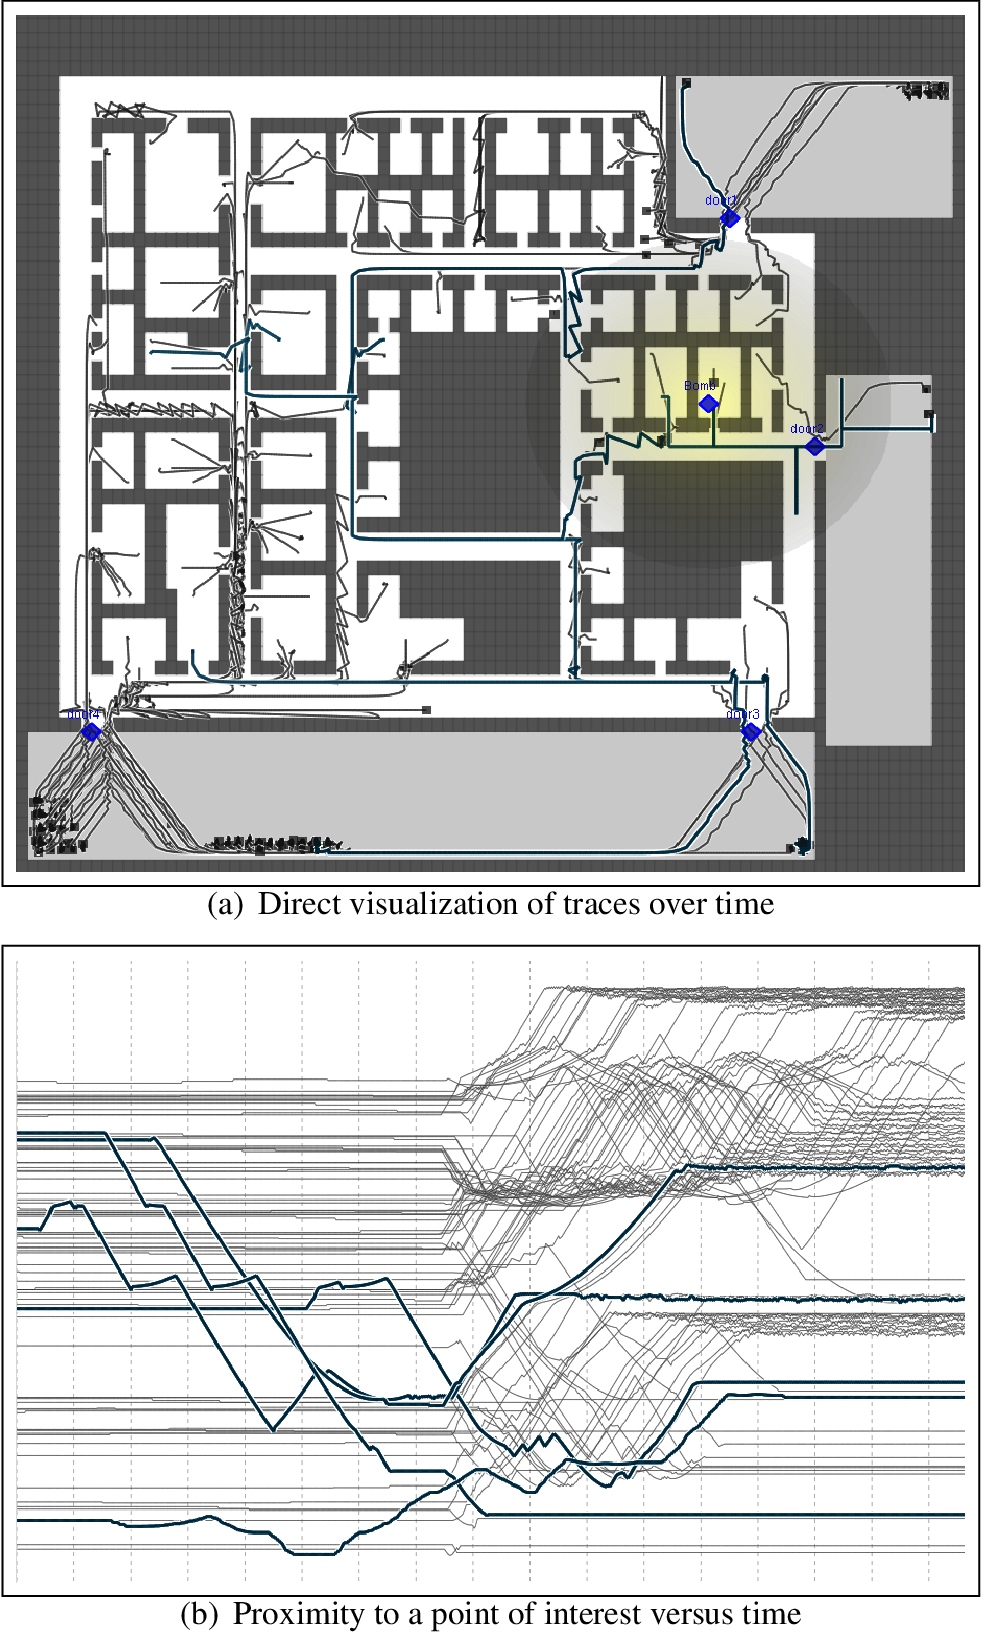 door1
Bomb
door2
door4
door3
(a) Direct visualization of traces over time
(b) Proximity to a point of interest versus time